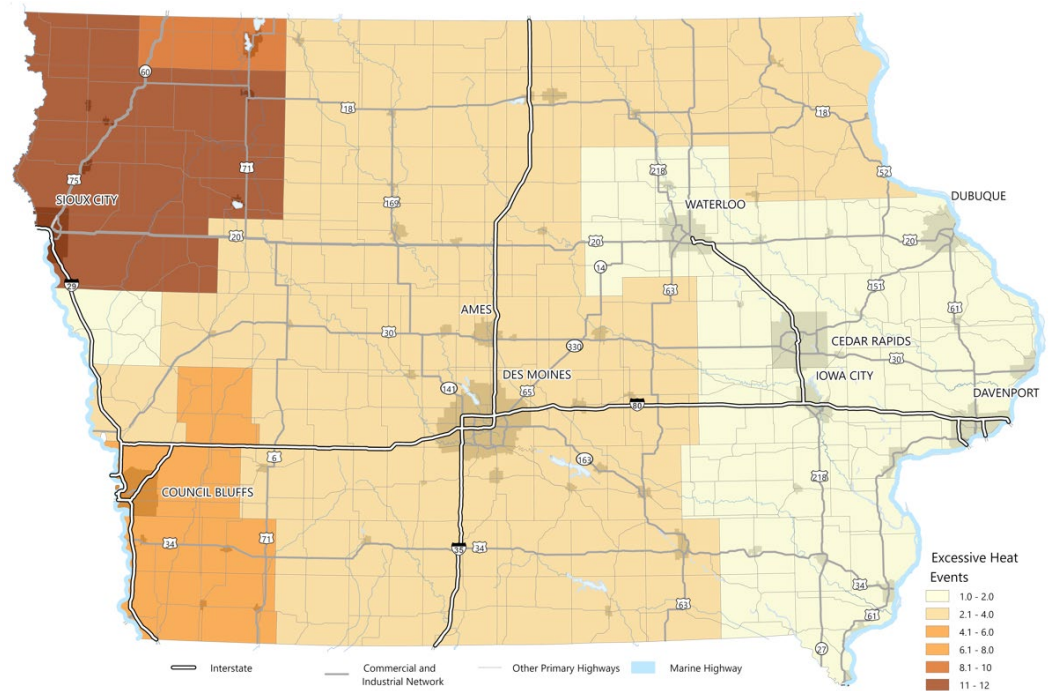 60
18
18
71
75
SIOUX CITY
218
52
169
WATERLOO
DUBUQUE
20
20
20
14
29
63
151
61
AMES
30
330
CEDAR RAPIDS
30
DES MOINES
IOWA CITY
141
65
DAVENPORT
80
6
163
COUNCIL BLUFFS
218
34
71
35
34
63
34
61
27
Excessive Heat
Events
1.0 - 2.0
2.1 - 4.0
4.1 - 6.0
6.1 - 8.0
8.1 - 10
11 - 12
Interstate
Commercial and
Industrial Network
Other Primary Highways
Marine Highway